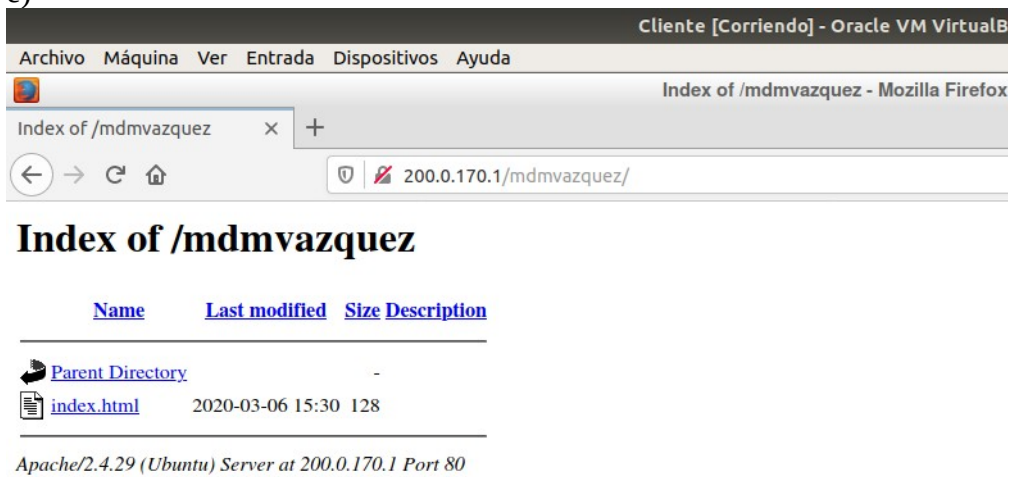 Cliente [Corriendo] - Oracle VM VirtualB
Archivo Máquina Ver Entrada Dispositivos Ayuda
Index of /mdmvazquez - Mozilla Firefox
Index of /mdmvazquez × +
200.0.170.1/mdmvazquez/
Index of /mdmvazquez
Name Last modified Size Description
Parent Directory -
index.html 2020-03-06 15:30 128
Apache/2.4.29 (Ubuntu) Server at 200.0.170.1 Port 80